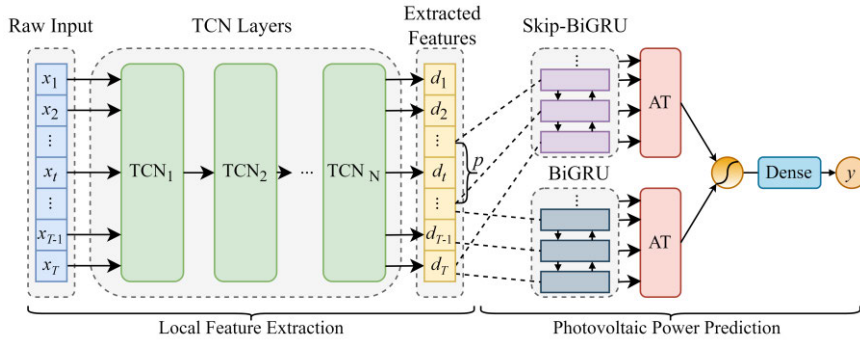 Raw Input
TCN Layers
Extracted
Features
Skip-BiGRU
x1
x2
⋮
xt
⋮
xT-1
xT
TCN1
TCN2
...
TCN N
d1
d2
⋮
dt
⋮
dT-1
dT
p
⋮
AT
BiGRU
⋮
AT
Dense
y
Local Feature Extraction
Photovoltaic Power Prediction